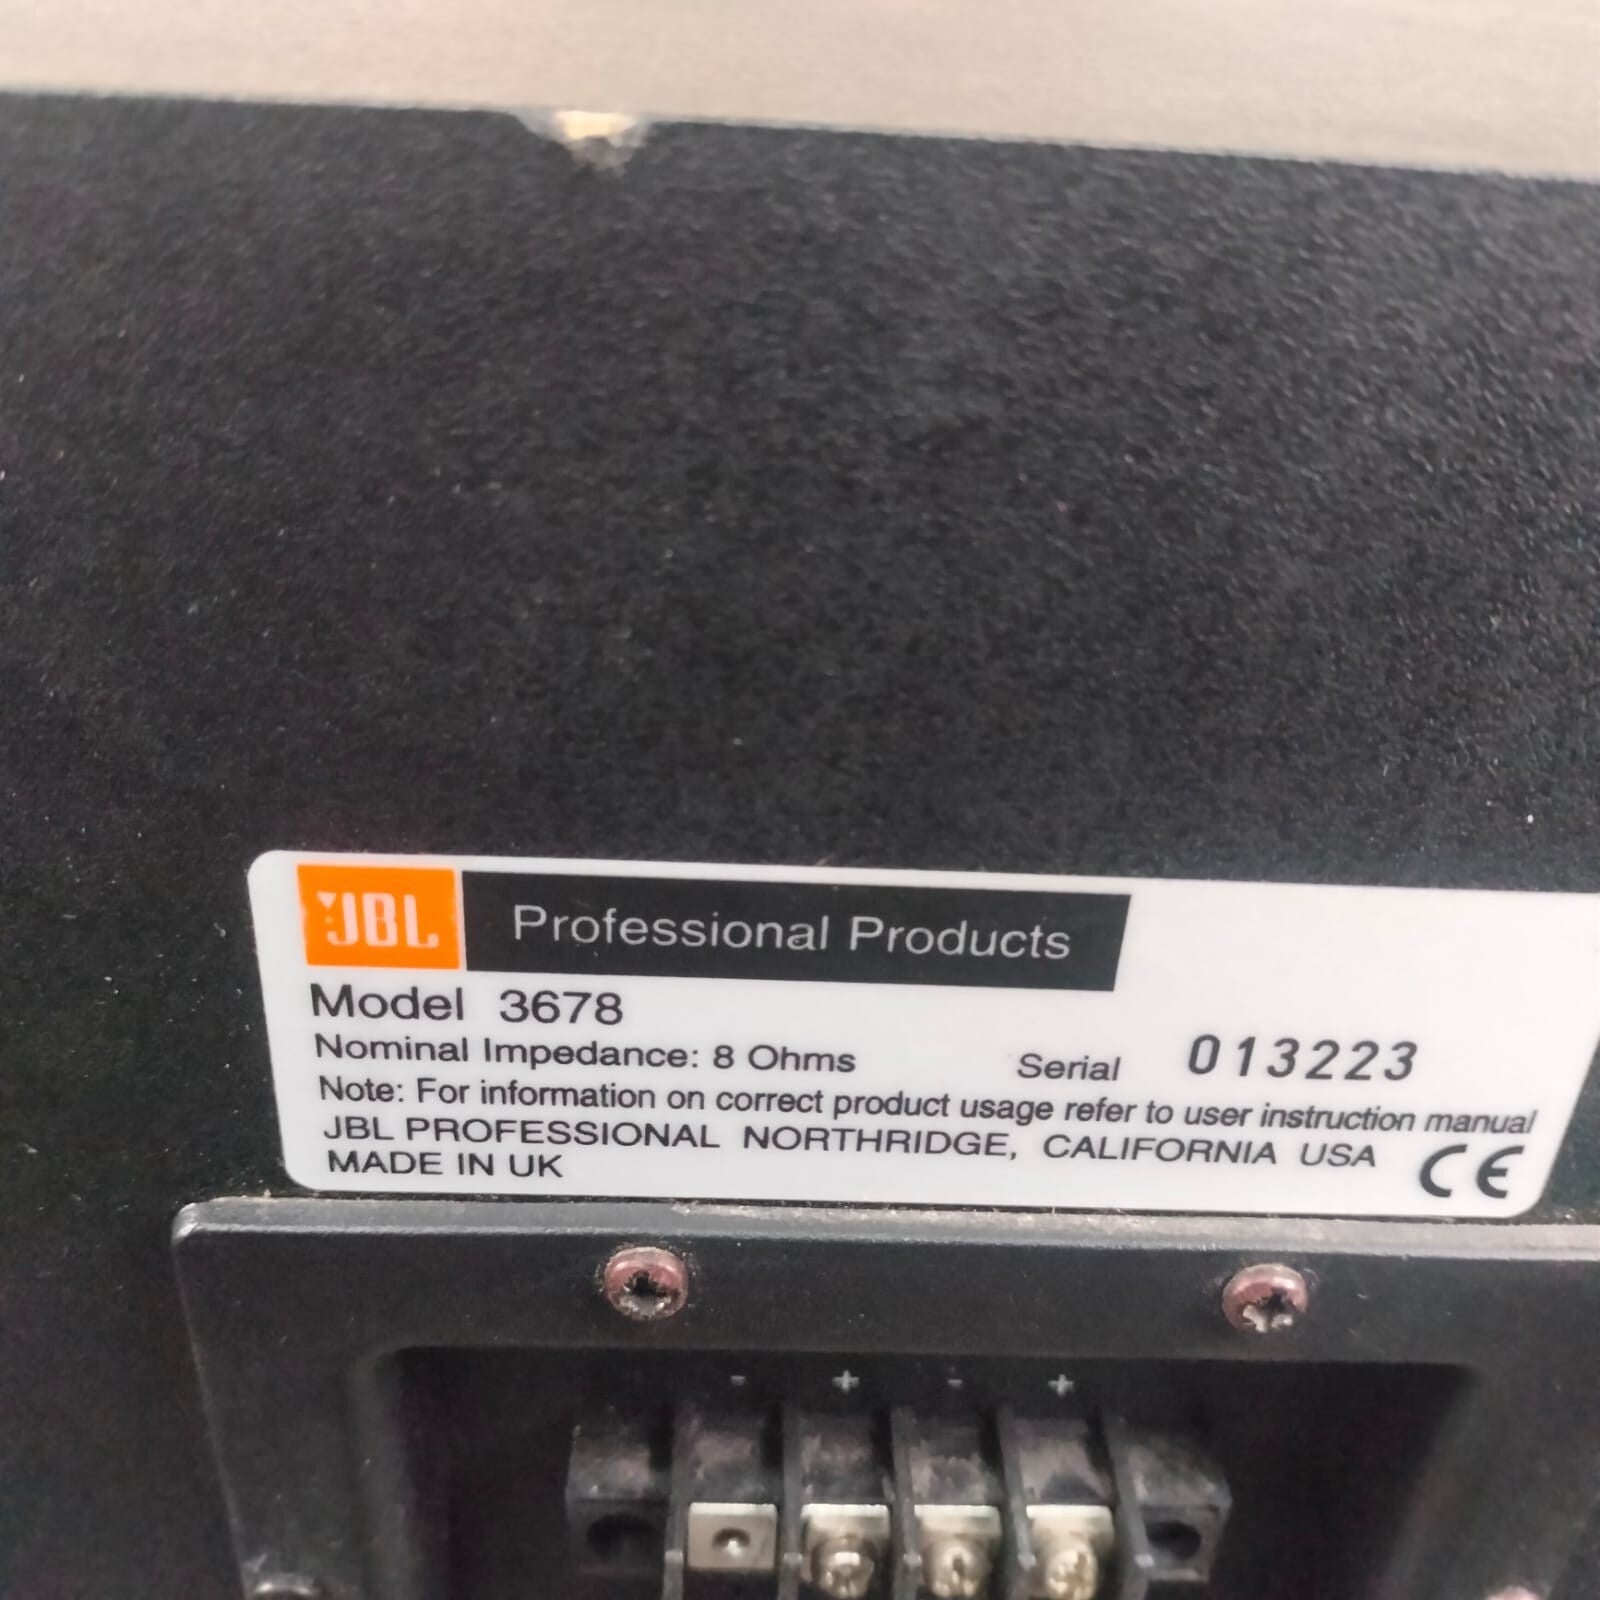 JBL Professional Products
Model 3678
Nominal Impedance: 8 Ohms Serial 013223
Note: For information on correct product usage refer to user instruction manual
JBL PROFESSIONAL NORTHRIDGE, CALIFORNIA USA
MADE IN UK CE
- + - +